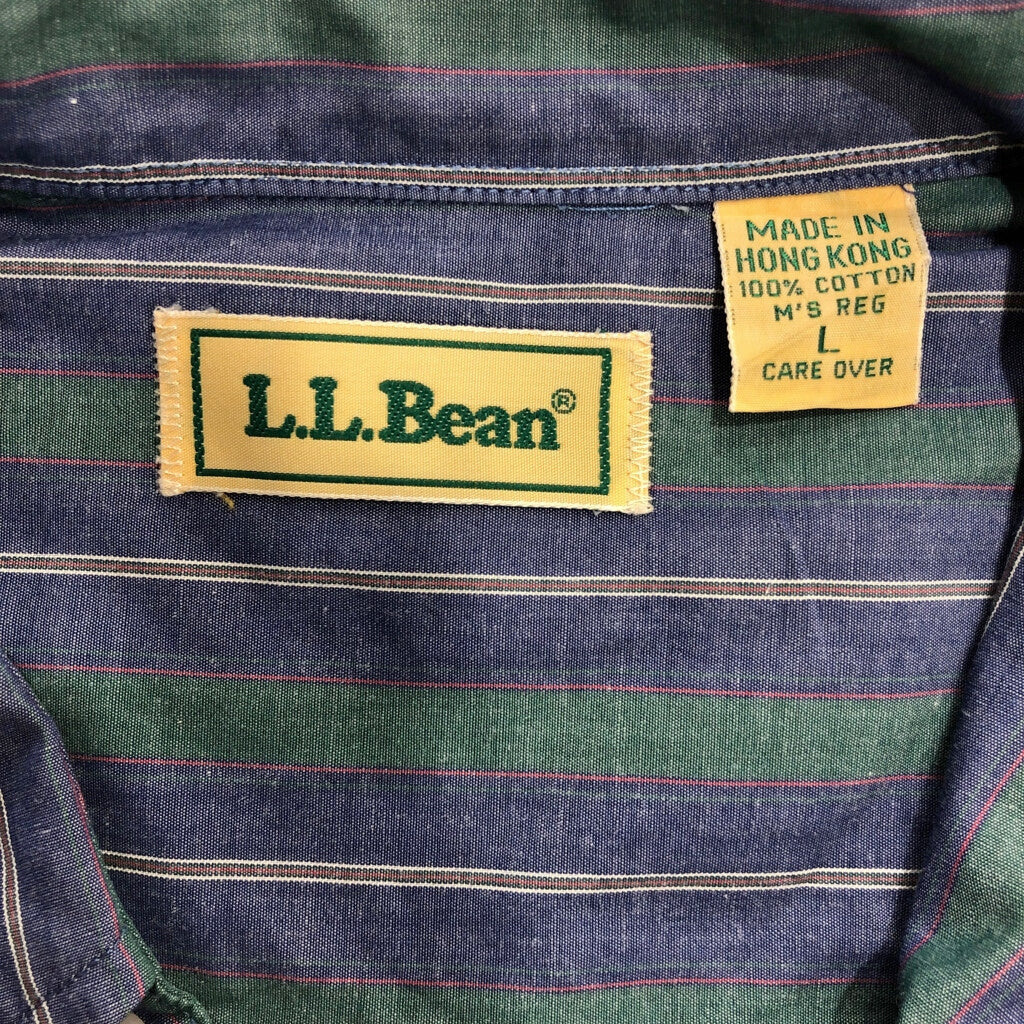 L.L.Bean®
MADE IN
HONG KONG
100% COTTON
M'S REG
L
CARE OVER